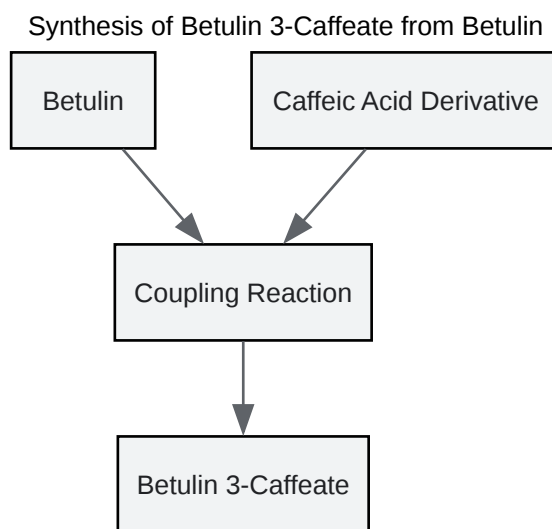 Synthesis of Betulin 3-Caffeate from Betulin
Betulin
Caffeic Acid Derivative
Coupling Reaction
Betulin 3-Caffeate